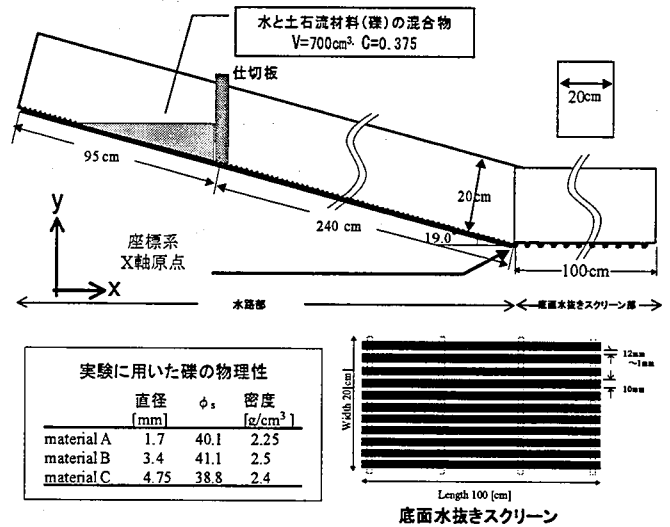 水と土石流材料(礫)の混合物
V=700cm³, C=0.375
仕切板
20cm
95 cm
240 cm
20cm
19.0°
100cm
y
x
座標系
X軸原点
水路部
底面水抜きスクリーン部
実験に用いた礫の物理性
直径 φs 密度
[mm] [g/cm³]
material A 1.7 40.1 2.25
material B 3.4 41.1 2.5
material C 4.75 38.8 2.4
Width 20[cm]
12mm
~1mm
10mm
Length 100 [cm]
底面水抜きスクリーン